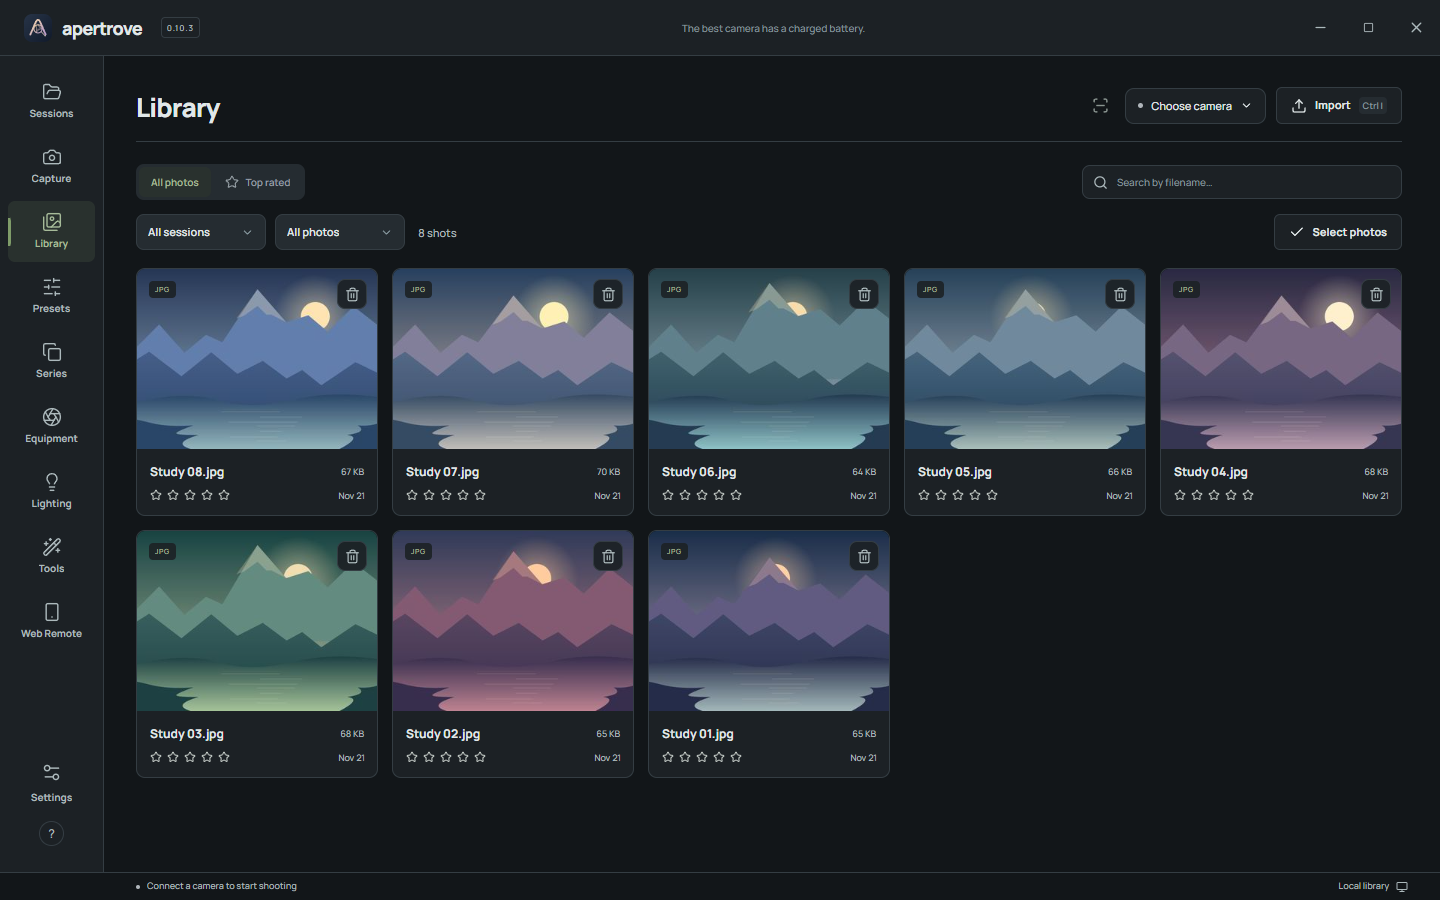 apertrove 0.10.3
The best camera has a charged battery.
Sessions
Capture
Library
Presets
Series
Equipment
Lighting
Tools
Web Remote
Settings
?
Library
Choose camera
Import Ctrl I
All photos
Top rated
Search by filename...
All sessions
All photos
8 shots
Select photos
JPG
JPG
JPG
JPG
JPG
Study 08.jpg 67 KB
Nov 21
Study 07.jpg 70 KB
Nov 21
Study 06.jpg 64 KB
Nov 21
Study 05.jpg 66 KB
Nov 21
Study 04.jpg 68 KB
Nov 21
JPG
JPG
JPG
Study 03.jpg 68 KB
Nov 21
Study 02.jpg 65 KB
Nov 21
Study 01.jpg 65 KB
Nov 21
Connect a camera to start shooting
Local library